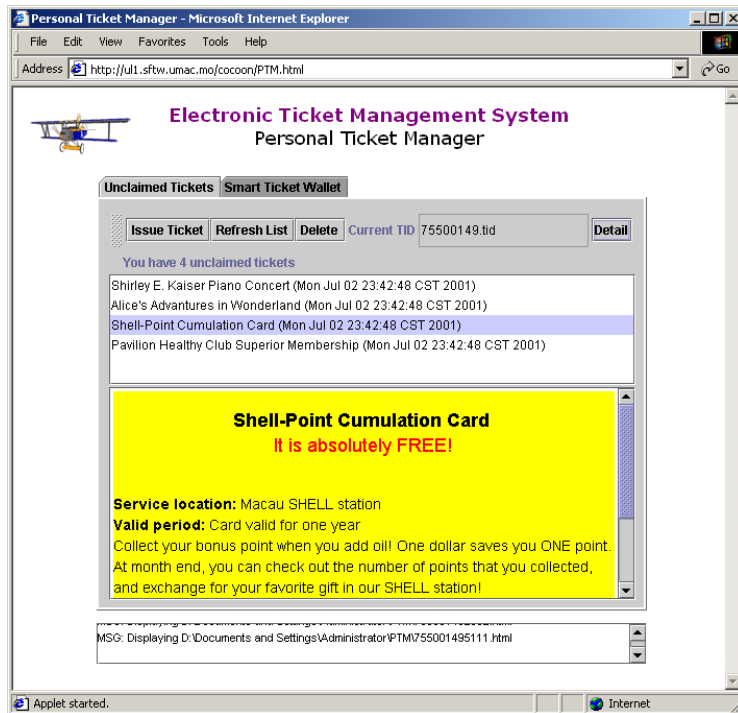 Personal Ticket Manager - Microsoft Internet Explorer
File Edit View Favorites Tools Help
Address http://ul1.sftw.umac.mo/cocoon/PTM.html Go
Electronic Ticket Management System
Personal Ticket Manager
Unclaimed Tickets Smart Ticket Wallet
Issue Ticket Refresh List Delete Current TID 75500149.tid Detail
You have 4 unclaimed tickets
Shirley E. Kaiser Piano Concert (Mon Jul 02 23:42:48 CST 2001)
Alice's Advantures in Wonderland (Mon Jul 02 23:42:48 CST 2001)
Shell-Point Cumulation Card (Mon Jul 02 23:42:48 CST 2001)
Pavilion Healthy Club Superior Membership (Mon Jul 02 23:42:48 CST 2001)
Shell-Point Cumulation Card
It is absolutely FREE!
Service location: Macau SHELL station
Valid period: Card valid for one year
Collect your bonus point when you add oil! One dollar saves you ONE point.
At month end, you can check out the number of points that you collected,
and exchange for your favorite gift in our SHELL station!
MSG: Displaying D:\Documents and Settings\Administrator\PTM\755001495111.html
Applet started. Internet